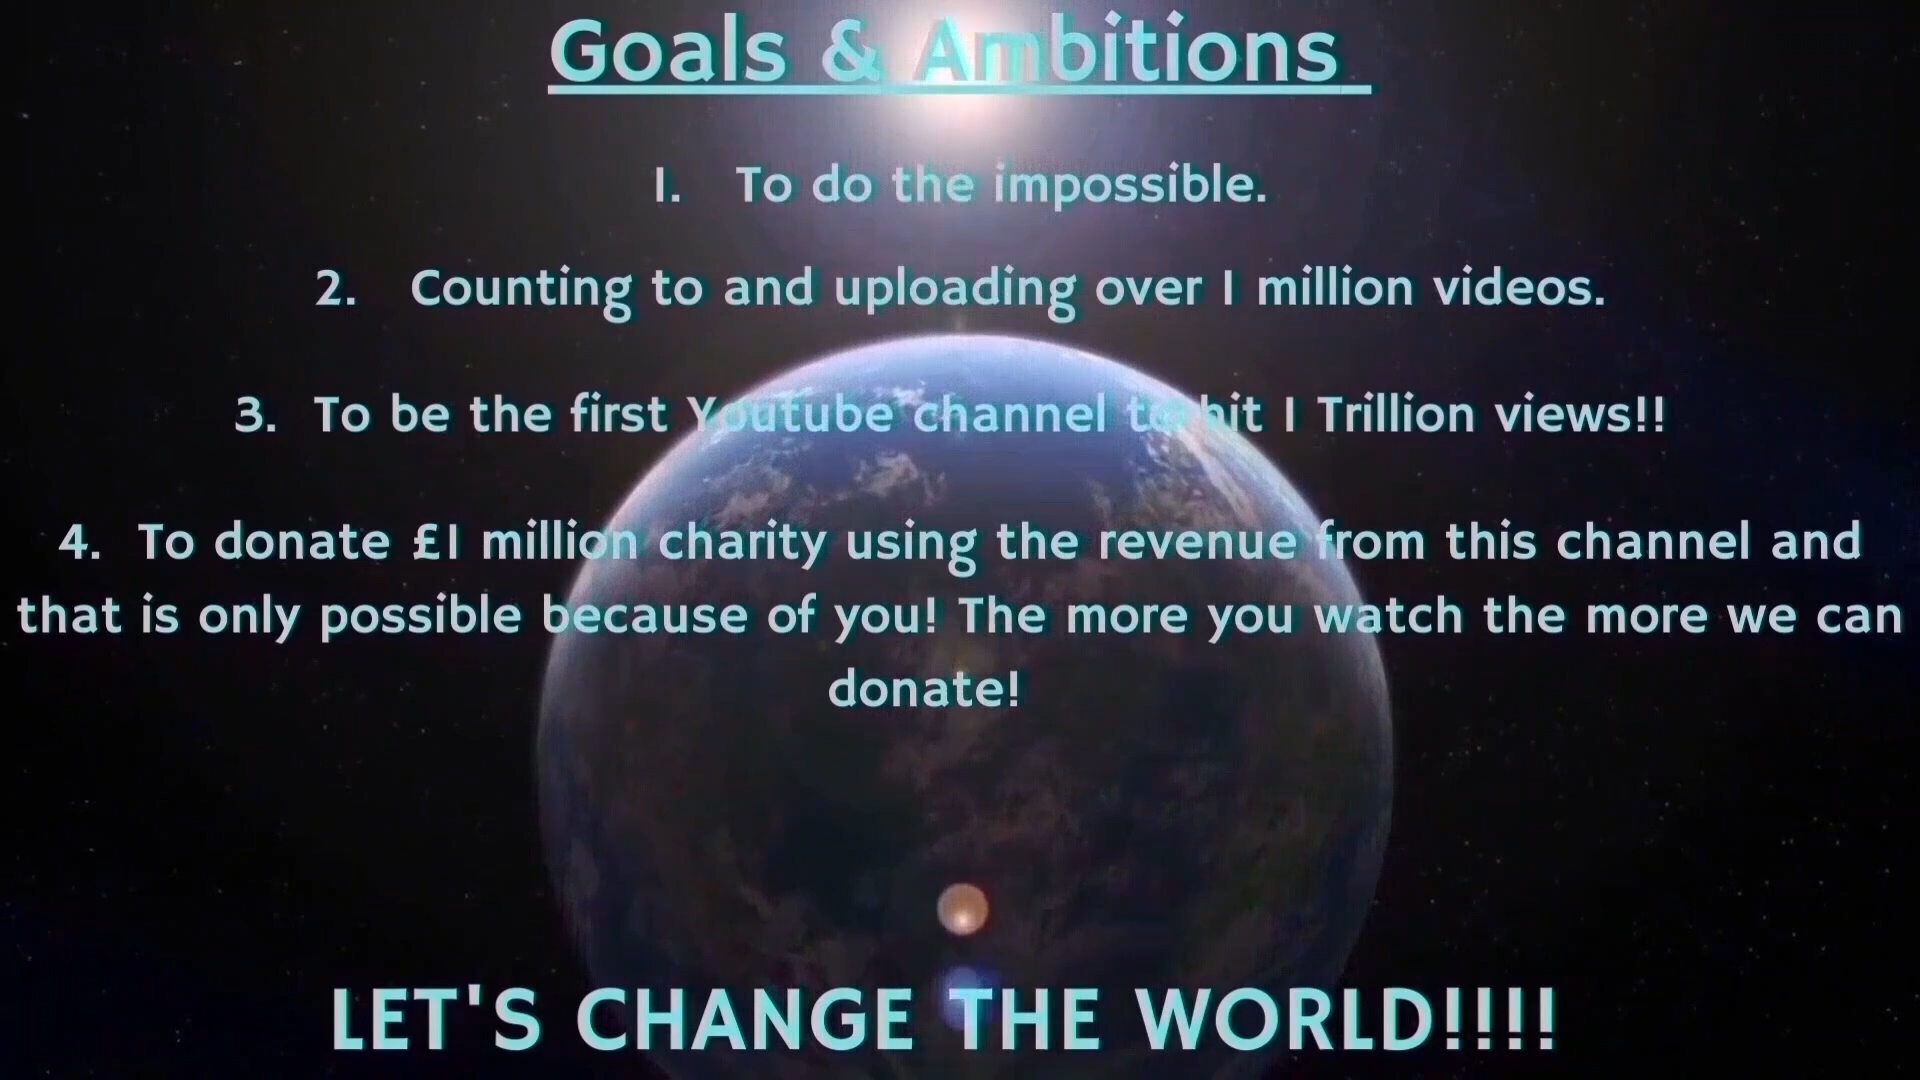 Goals & Ambitions
1. To do the impossible.
2. Counting to and uploading over 1 million videos.
3. To be the first Youtube channel to hit 1 Trillion views!!
4. To donate £1 million charity using the revenue from this channel and
that is only possible because of you! The more you watch the more we can
donate!
LET'S CHANGE THE WORLD!!!!